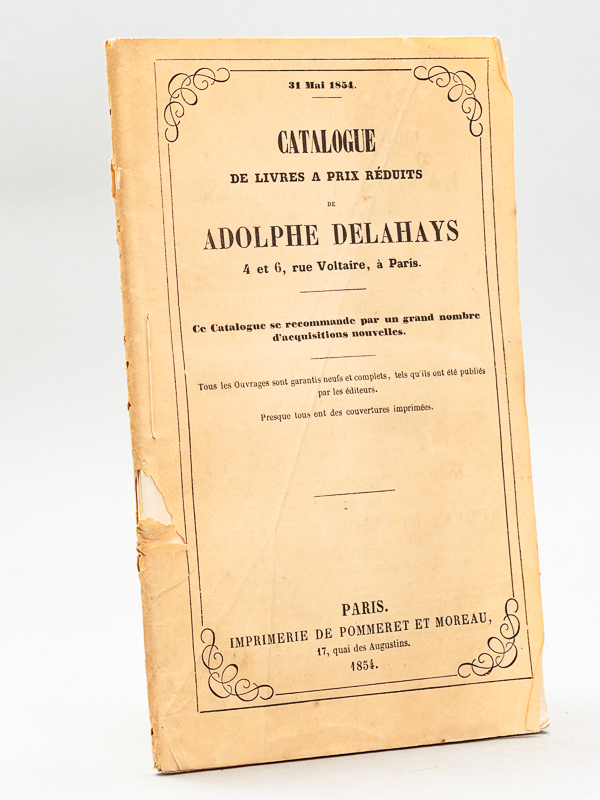 31 Mai 1854.
CATALOGUE
DE LIVRES A PRIX RÉDUITS
DE
ADOLPHE DELAHAYS
4 et 6, rue Voltaire, à Paris.
Ce Catalogue se recommande par un grand nombre
d'acquisitions nouvelles.
Tous les Ouvrages sont garantis neufs et complets, tels qu'ils ont été publiés
par les éditeurs.
Presque tous ont des couvertures imprimées.
PARIS.
IMPRIMERIE DE POMMERET ET MOREAU,
17, quai des Augustins.
1854.